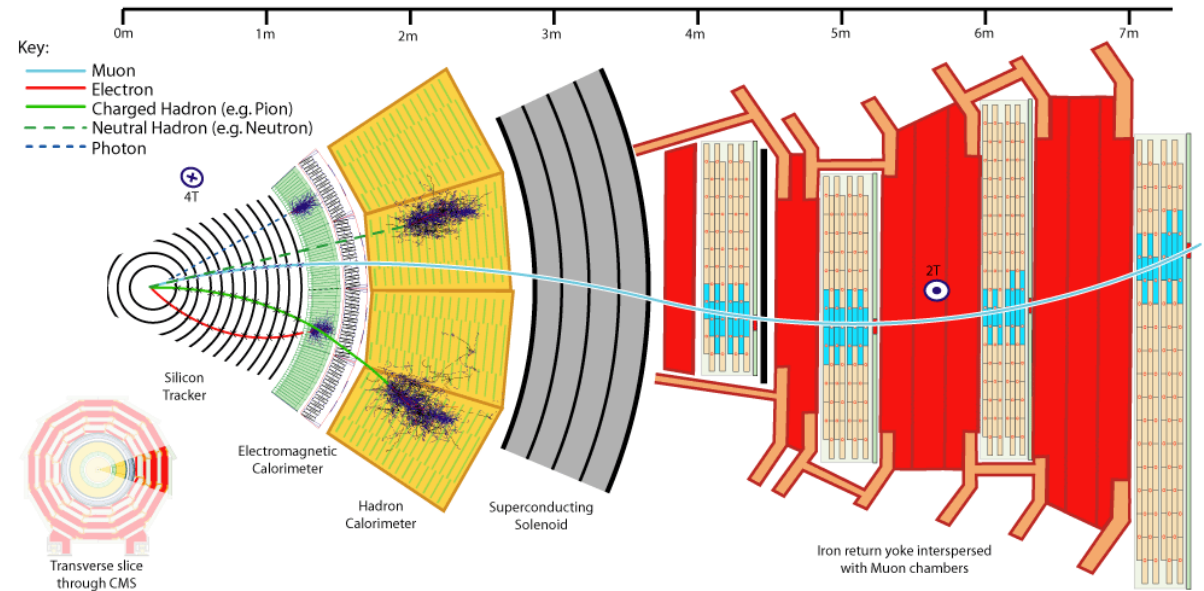 0m 1m 2m 3m 4m 5m 6m 7m
Key:
Muon
Electron
Charged Hadron (e.g. Pion)
Neutral Hadron (e.g. Neutron)
Photon
4T
2T
Silicon
Tracker
Electromagnetic
Calorimeter
Hadron
Calorimeter
Superconducting
Solenoid
Iron return yoke interspersed
with Muon chambers
Transverse slice
through CMS